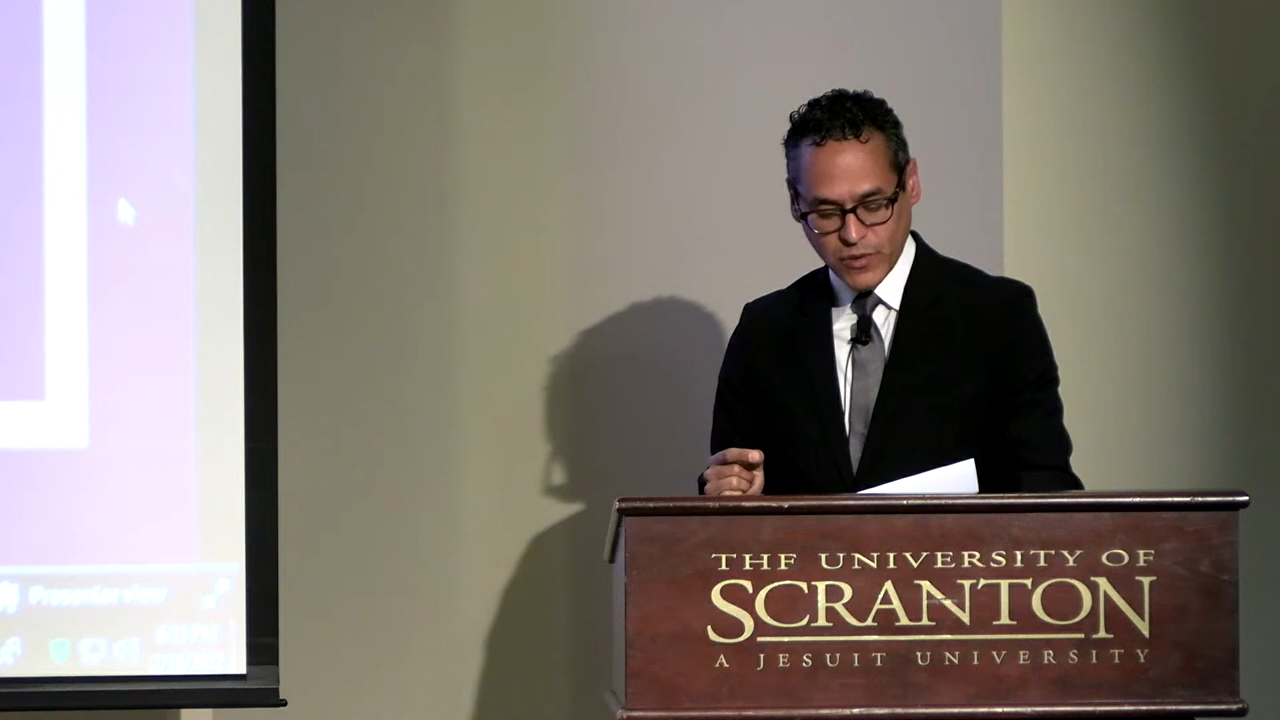 Presenter view
THE UNIVERSITY OF
SCRANTON
A JESUIT UNIVERSITY